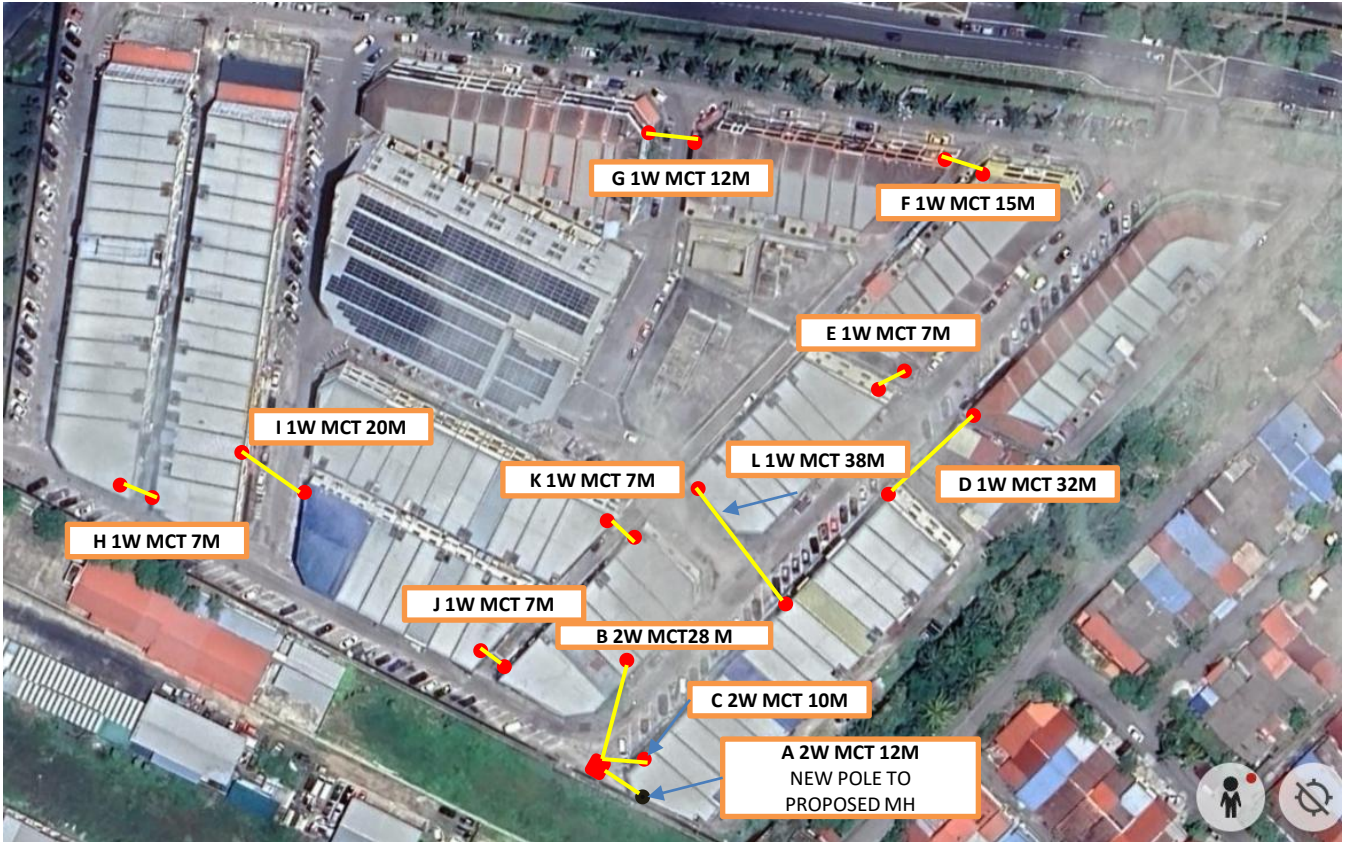 G 1W MCT 12M
F 1W MCT 15M
E 1W MCT 7M
I 1W MCT 20M
L 1W MCT 38M
K 1W MCT 7M
D 1W MCT 32M
H 1W MCT 7M
J 1W MCT 7M
B 2W MCT28 M
C 2W MCT 10M
A 2W MCT 12M
NEW POLE TO
PROPOSED MH